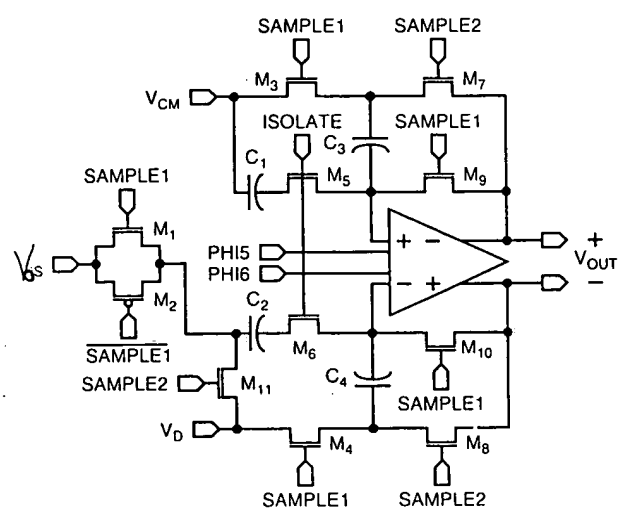 SAMPLE1 SAMPLE2
M3 M7
VCM
ISOLATE C3 SAMPLE1
C1 M5 M9
SAMPLE1
M1
+ −
PHI5
PHI6
+
VOUT
−
− +
M2 C2
SAMPLE1
M6 M10
SAMPLE2 M11 C4
SAMPLE1
VD
M4 M8
SAMPLE1 SAMPLE2